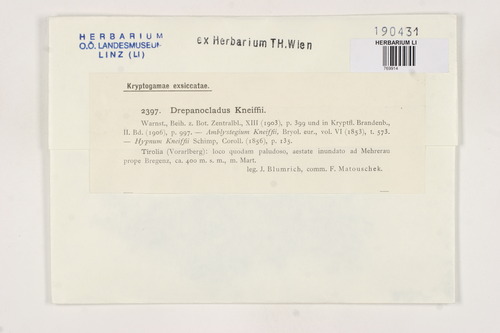 HERBARIUM
O.Ö. LANDESMUSEUM
LINZ (LI)
ex Herbarium TH.Wien
190431
HERBARIUM LI
769914
Kryptogamae exsiccatae.
2397. Drepanocladus Kneiffii.
Warnst., Beih. z. Bot. Zentralbl., XIII (1903), p. 399 und in Kryptfl. Brandenb.,
II. Bd. (1906), p. 997. — Amblystegium Kneiffii, Bryol. eur., vol VI (1853), t. 573.
— Hypnum Kneiffii Schimp, Coroll. (1856), p. 135.
Tirolia (Vorarlberg): loco quodam paludoso, aestate inundato ad Mehrerau
prope Bregenz, ca. 400 m. s. m., m. Mart.
leg. J. Blumrich, comm. F. Matouschek.